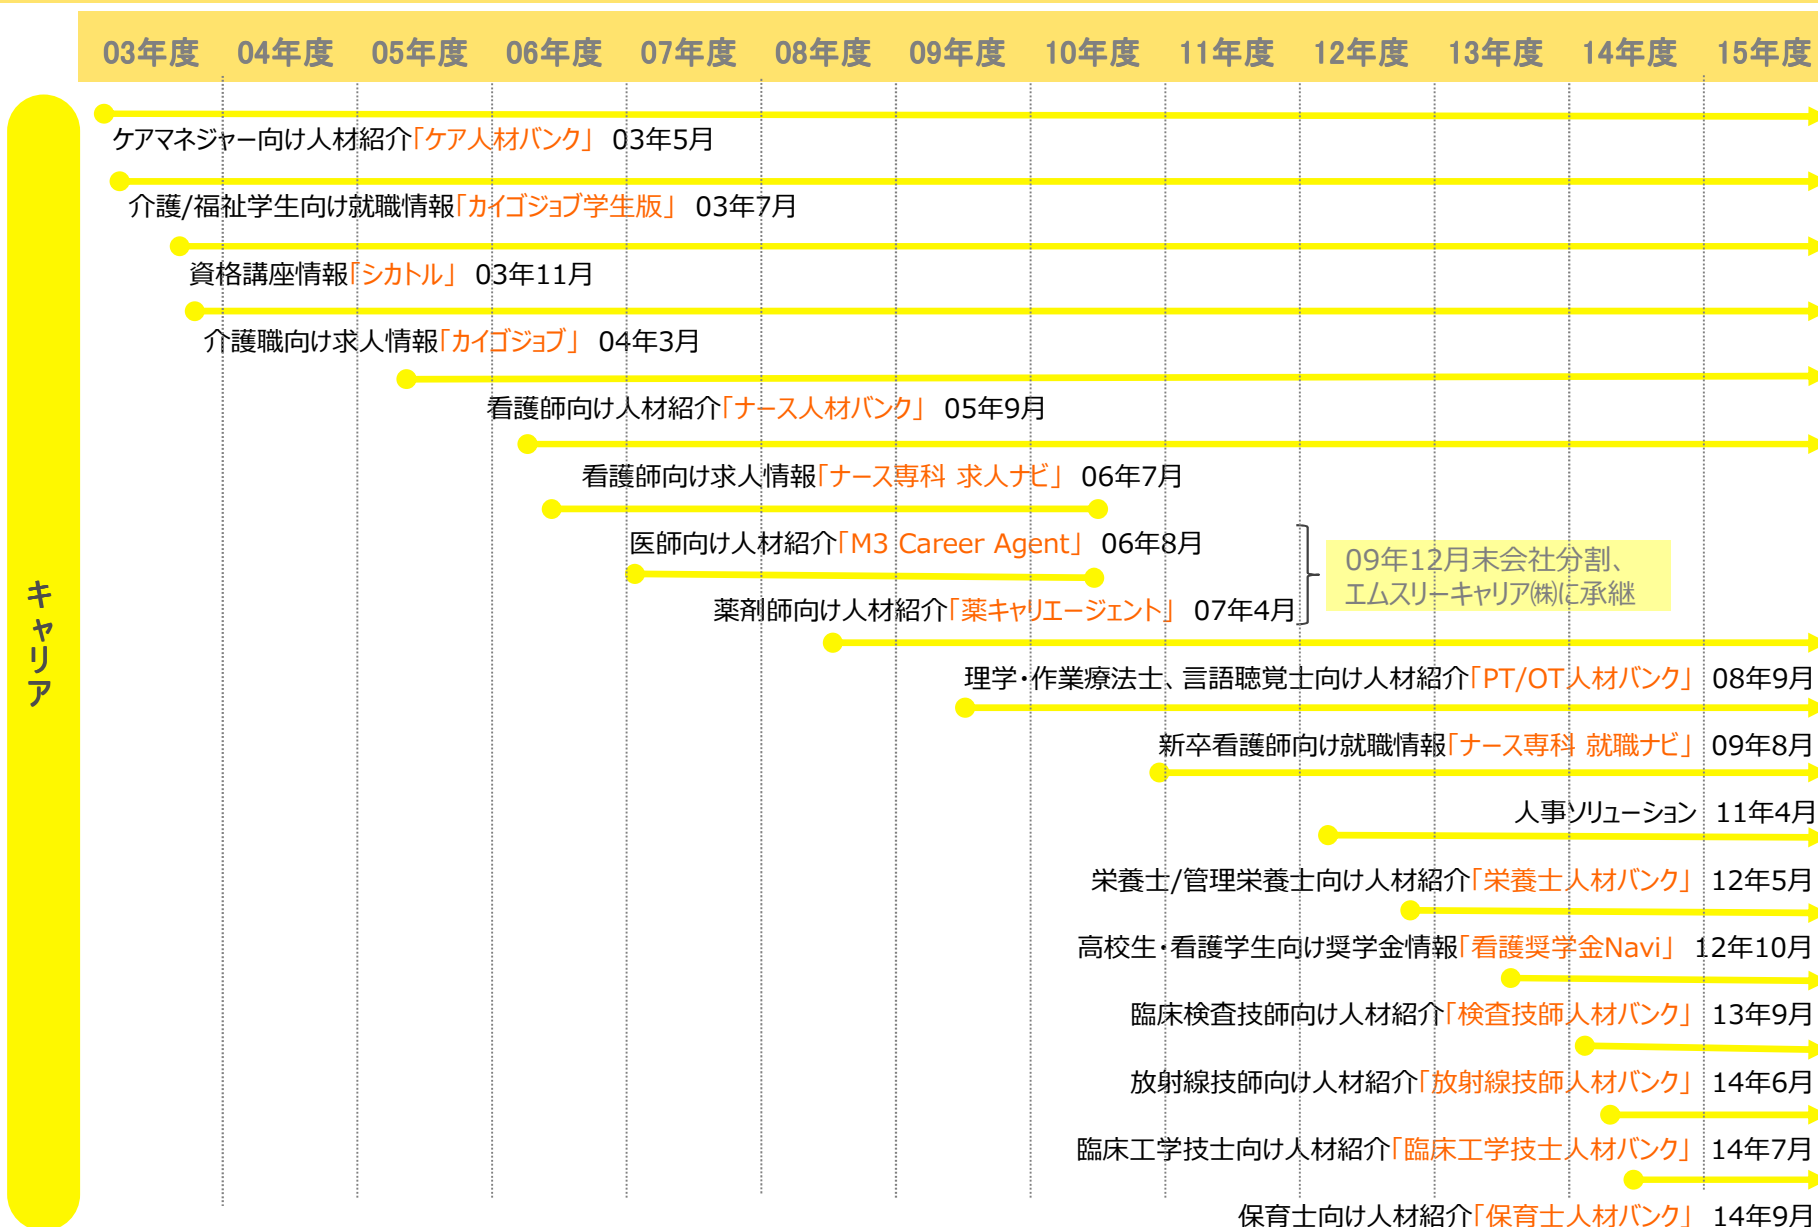 03年度 04年度 05年度 06年度 07年度 08年度 09年度 10年度 11年度 12年度 13年度 14年度 15年度
キャリア
ケアマネジャー向け人材紹介「ケア人材バンク」 03年5月
介護/福祉学生向け就職情報「カイゴジョブ学生版」 03年7月
資格講座情報「シカトル」 03年11月
介護職向け求人情報「カイゴジョブ」 04年3月
看護師向け人材紹介「ナース人材バンク」 05年9月
看護師向け求人情報「ナース専科 求人ナビ」 06年7月
医師向け人材紹介「M3 Career Agent」 06年8月
薬剤師向け人材紹介「薬キャリエージェント」 07年4月
09年12月末会社分割、
エムスリーキャリア㈱に承継
理学・作業療法士、言語聴覚士向け人材紹介「PT/OT人材バンク」 08年9月
新卒看護師向け就職情報「ナース専科 就職ナビ」 09年8月
人事ソリューション 11年4月
栄養士/管理栄養士向け人材紹介「栄養士人材バンク」 12年5月
高校生・看護学生向け奨学金情報「看護奨学金Navi」 12年10月
臨床検査技師向け人材紹介「検査技師人材バンク」 13年9月
放射線技師向け人材紹介「放射線技師人材バンク」 14年6月
臨床工学技士向け人材紹介「臨床工学技士人材バンク」 14年7月
保育士向け人材紹介「保育士人材バンク」 14年9月